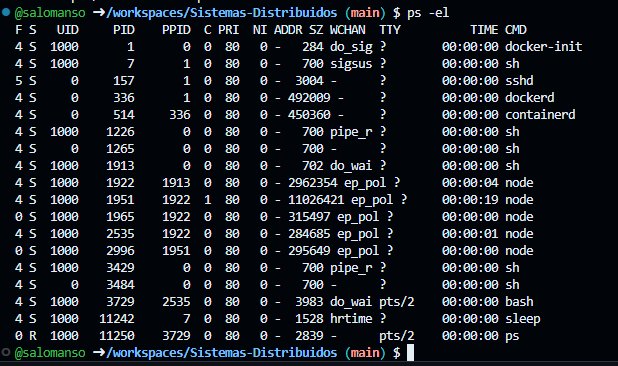 @salomanso ➜/workspaces/Sistemas-Distribuidos (main) $ ps -el
F S   UID     PID    PPID  C PRI  NI ADDR SZ WCHAN  TTY          TIME CMD
4 S  1000       1       0  0  80   0 -   284 do_sig ?        00:00:00 docker-init
4 S  1000       7       1  0  80   0 -   700 sigsus ?        00:00:00 sh
5 S     0     157       1  0  80   0 -  3004 -      ?        00:00:00 sshd
4 S     0     336       1  0  80   0 - 492009 -     ?        00:00:00 dockerd
4 S     0     514     336  0  80   0 - 450360 -     ?        00:00:00 containerd
4 S  1000    1226       0  0  80   0 -   700 pipe_r ?        00:00:00 sh
4 S     0    1265       0  0  80   0 -   700 -      ?        00:00:00 sh
4 S  1000    1913       0  0  80   0 -   702 do_wai ?        00:00:00 sh
4 S  1000    1922    1913  0  80   0 - 2962354 ep_pol ?      00:00:04 node
4 S  1000    1951    1922  1  80   0 - 11026421 ep_pol ?     00:00:19 node
0 S  1000    1965    1922  0  80   0 - 315497 ep_pol ?       00:00:00 node
4 S  1000    2535    1922  0  80   0 - 284685 ep_pol ?       00:00:01 node
0 S  1000    2996    1951  0  80   0 - 295649 ep_pol ?       00:00:00 node
4 S  1000    3429       0  0  80   0 -   700 pipe_r ?        00:00:00 sh
4 S     0    3484       0  0  80   0 -   700 -      ?        00:00:00 sh
4 S  1000    3729    2535  0  80   0 -  3983 do_wai pts/2    00:00:00 bash
4 S  1000   11242       7  0  80   0 -  1528 hrtime ?        00:00:00 sleep
0 R  1000   11250    3729  0  80   0 -  2839 -      pts/2    00:00:00 ps
@salomanso ➜/workspaces/Sistemas-Distribuidos (main) $